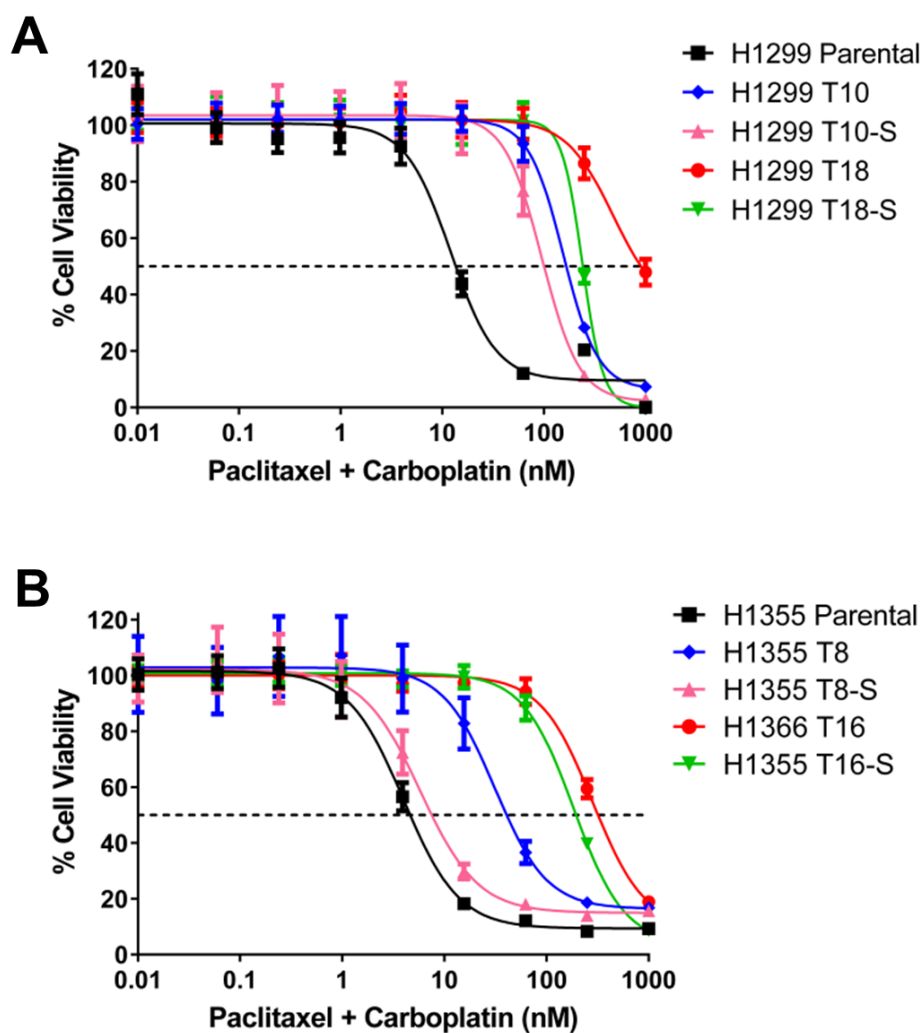 A
120
100
80
60
40
20
0
% Cell Viability
0.01 0.1 1 10 100 1000
Paclitaxel + Carboplatin (nM)
H1299 Parental
H1299 T10
H1299 T10-S
H1299 T18
H1299 T18-S
B
120
100
80
60
40
20
0
% Cell Viability
0.01 0.1 1 10 100 1000
Paclitaxel + Carboplatin (nM)
H1355 Parental
H1355 T8
H1355 T8-S
H1366 T16
H1355 T16-S